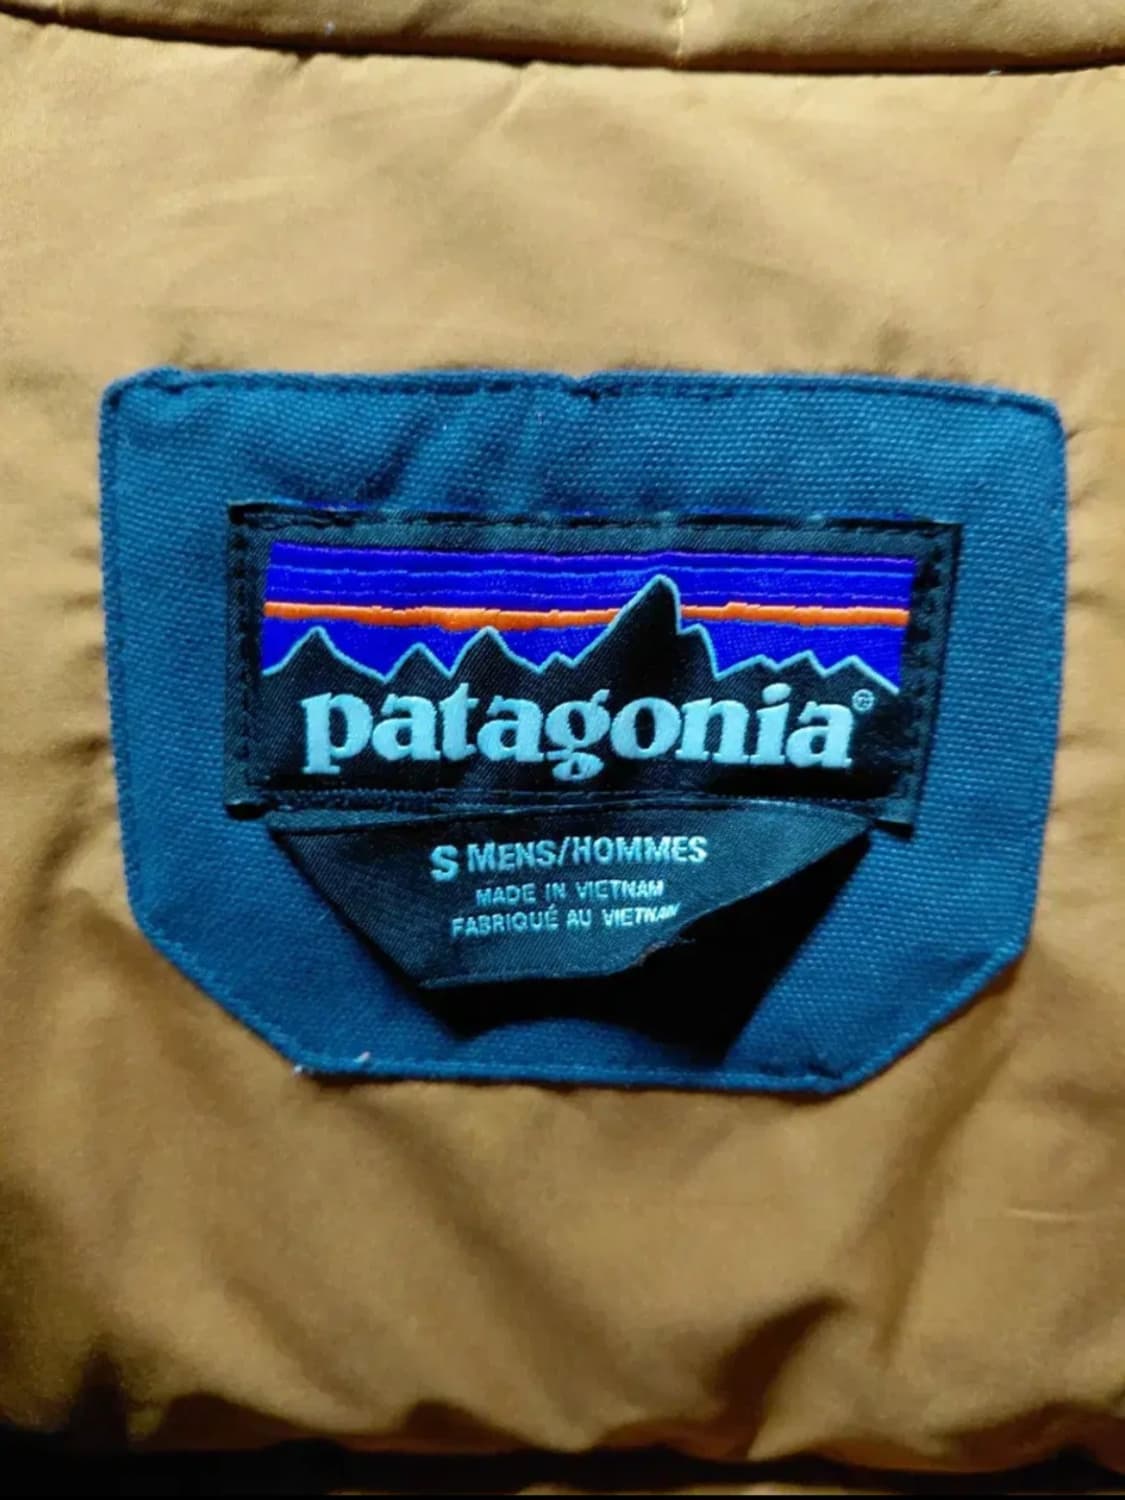 patagonia®
S MENS/HOMMES
MADE IN VIETNAM
FABRIQUÉ AU VIETNAM